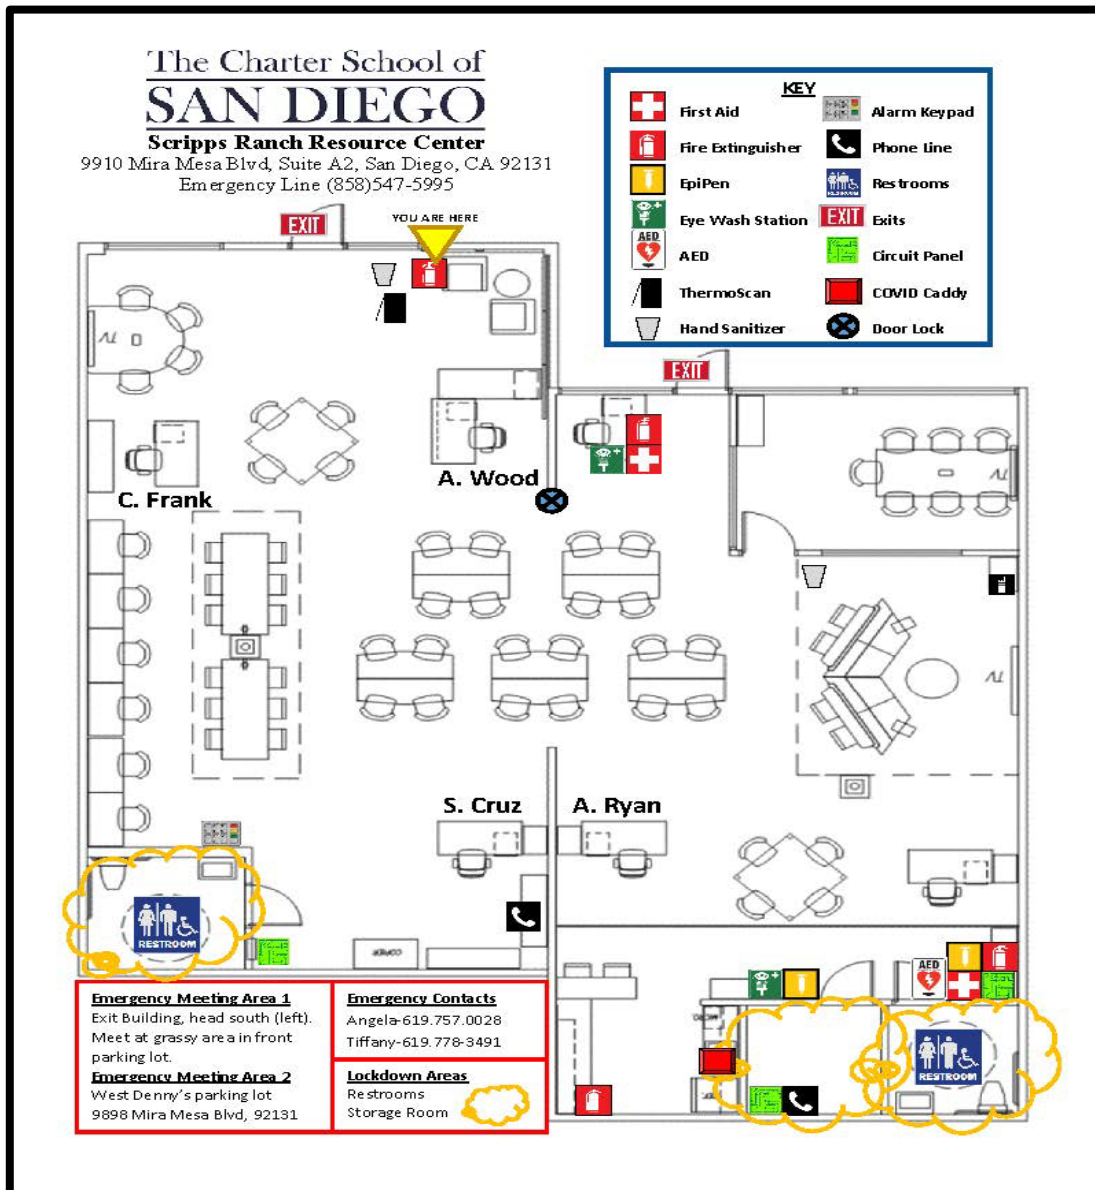 The Charter School of
SAN DIEGO
Scripps Ranch Resource Center
9910 Mira Mesa Blvd, Suite A2, San Diego, CA 92131
Emergency Line (858)547-5995
KEY
First Aid
Alarm Keypad
Fire Extinguisher
Phone Line
EpiPen
RESTROOM
Restrooms
Eye Wash Station
EXIT
Exits
AED
AED
Circuit Panel
ThermoScan
COVID Caddy
Hand Sanitizer
Door Lock
EXIT
YOU ARE HERE
EXIT
TV
A. Wood
C. Frank
TV
TV
S. Cruz
A. Ryan
RESTROOM
COPIER
AED
RESTROOM
Emergency Meeting Area 1
Exit Building, head south (left).
Meet at grassy area in front
parking lot.
Emergency Meeting Area 2
West Denny's parking lot
9898 Mira Mesa Blvd, 92131
Emergency Contacts
Angela-619.757.0028
Tiffany-619.778-3491
Lockdown Areas
Restrooms
Storage Room